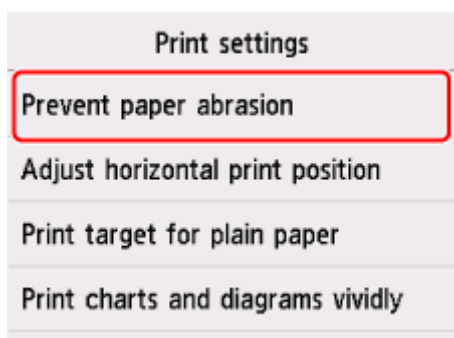 Print settings
Prevent paper abrasion
Adjust horizontal print position
Print target for plain paper
Print charts and diagrams vividly